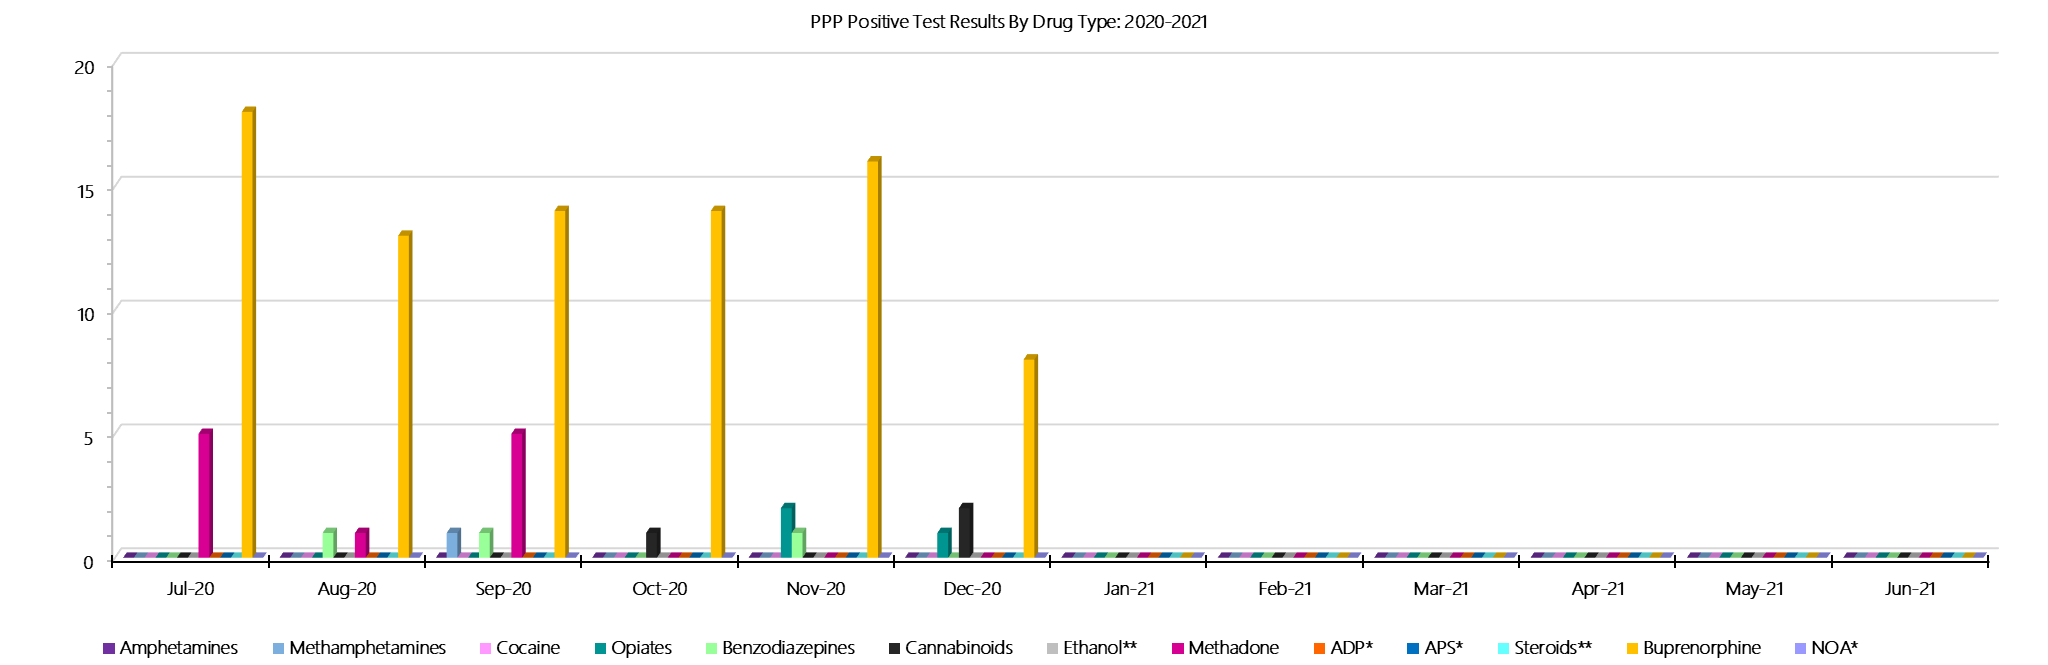 PPP Positive Test Results By Drug Type: 2020-2021
20
15
10
5
0
Jul-20 Aug-20 Sep-20 Oct-20 Nov-20 Dec-20 Jan-21 Feb-21 Mar-21 Apr-21 May-21 Jun-21
Amphetamines Methamphetamines Cocaine Opiates Benzodiazepines Cannabinoids Ethanol** Methadone ADP* APS* Steroids** Buprenorphine NOA*